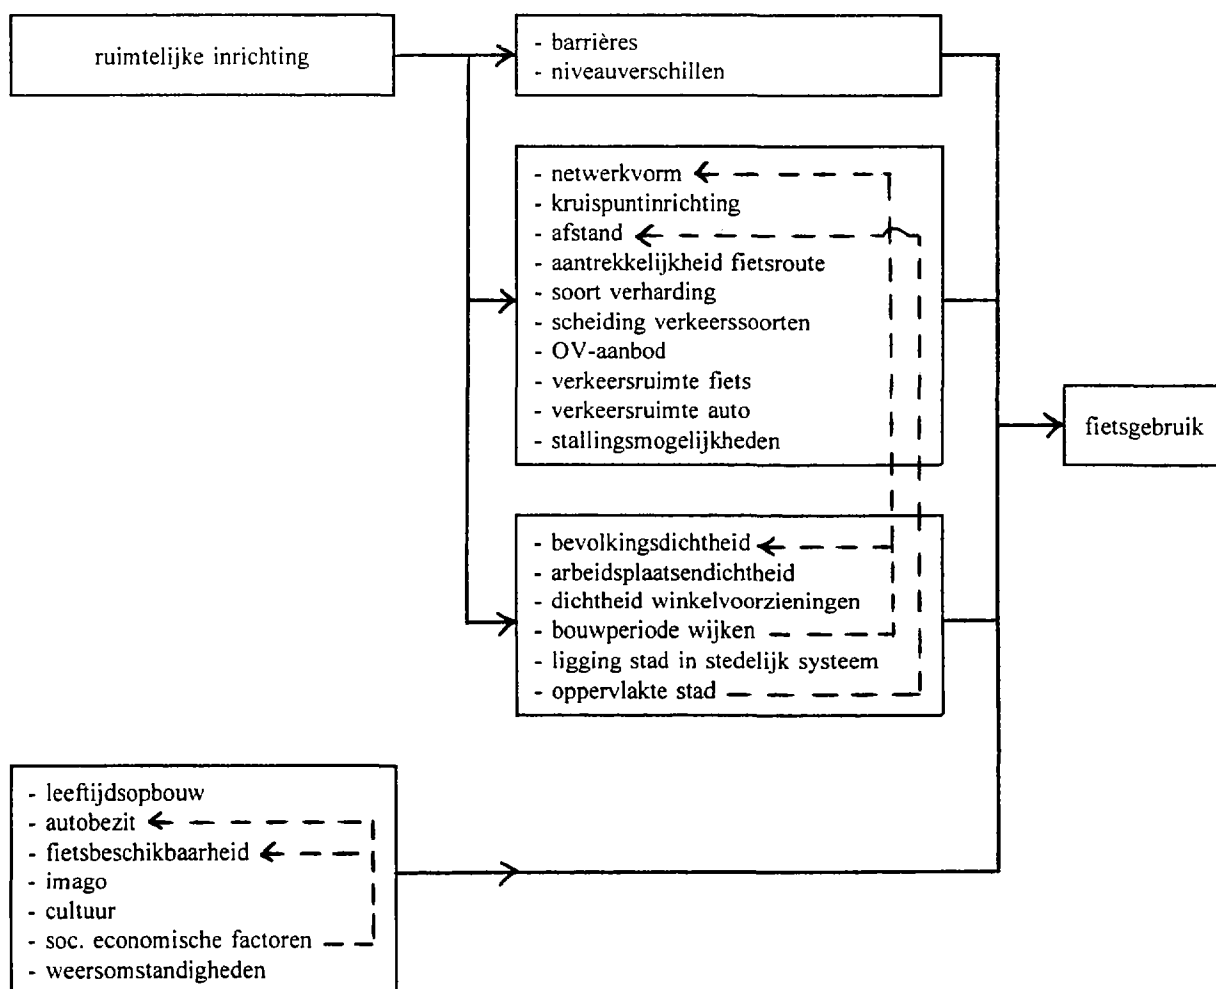 ruimtelijke inrichting
- barrières
- niveauverschillen
- netwerkvorm
- kruispuntinrichting
- afstand
- aantrekkelijkheid fietsroute
- soort verharding
- scheiding verkeerssoorten
- OV-aanbod
- verkeersruimte fiets
- verkeersruimte auto
- stallingsmogelijkheden
fietsgebruik
- bevolkingsdichtheid
- arbeidsplaatsendichtheid
- dichtheid winkelvoorzieningen
- bouwperiode wijken
- ligging stad in stedelijk systeem
- oppervlakte stad
- leeftijdsopbouw
- autobezit
- fietsbeschikbaarheid
- imago
- cultuur
- soc. economische factoren
- weersomstandigheden